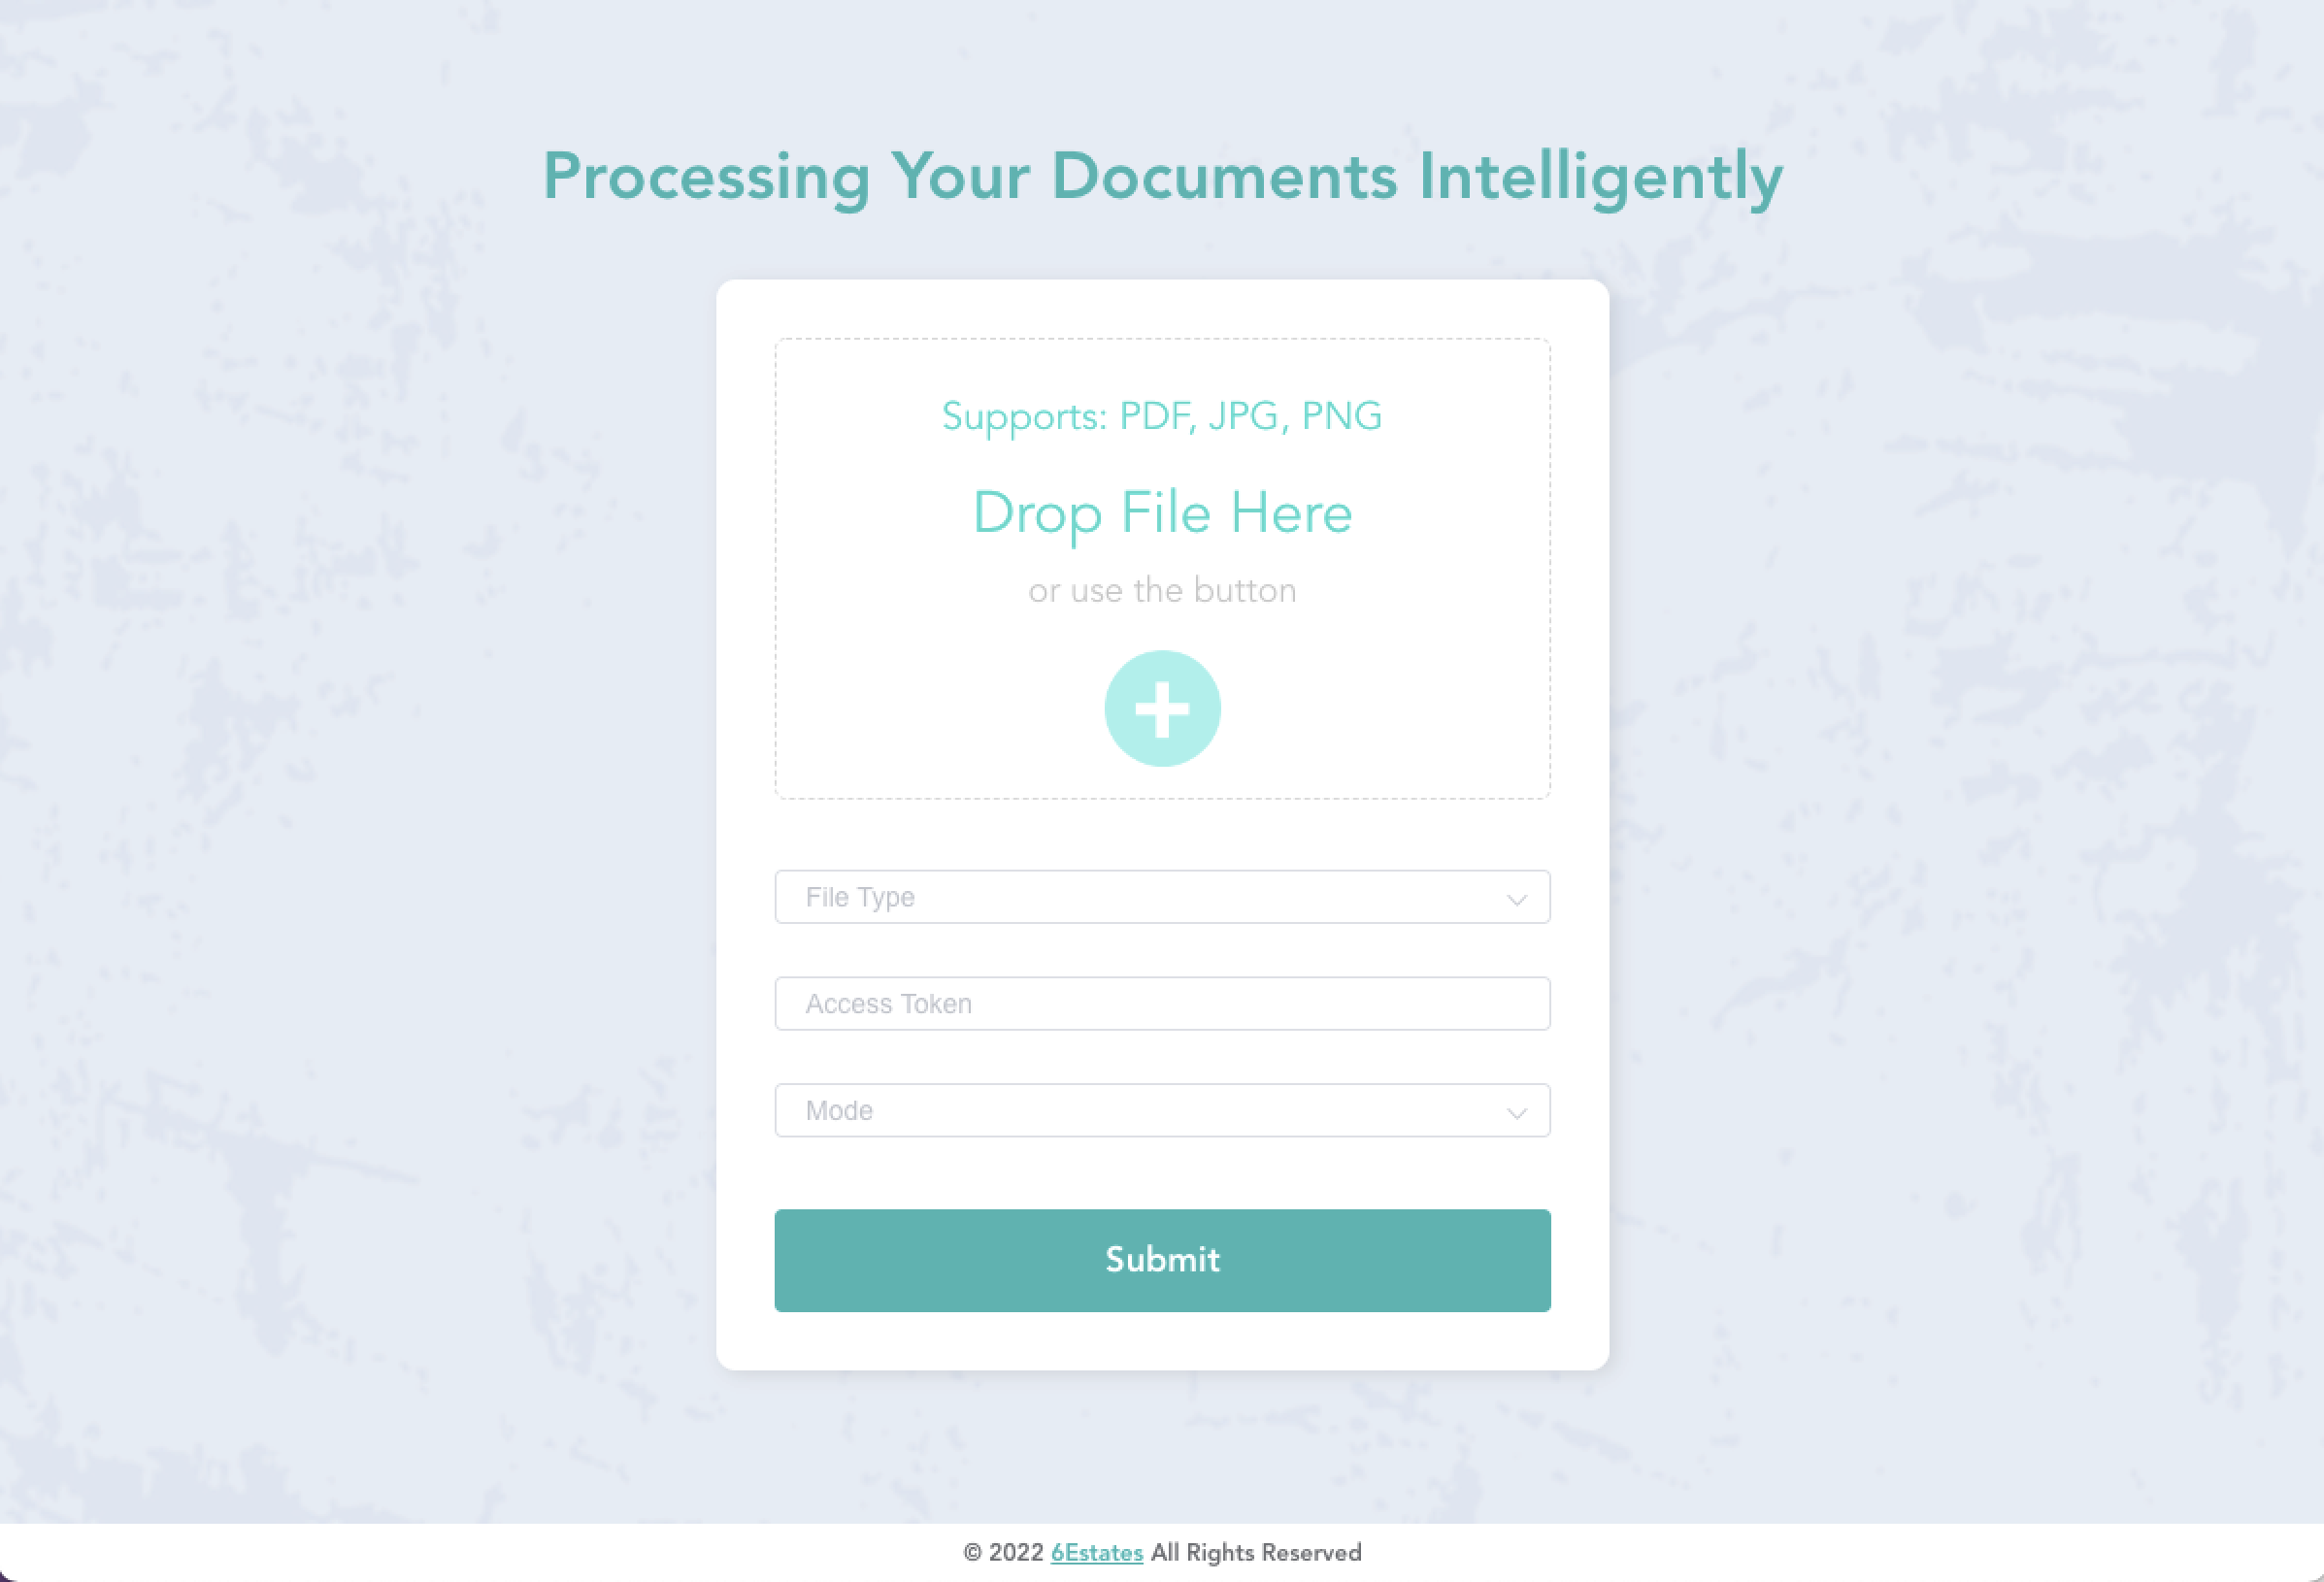 Processing Your Documents Intelligently
Supports: PDF, JPG, PNG
Drop File Here
or use the button
File Type
Access Token
Mode
Submit
© 2022 6Estates All Rights Reserved